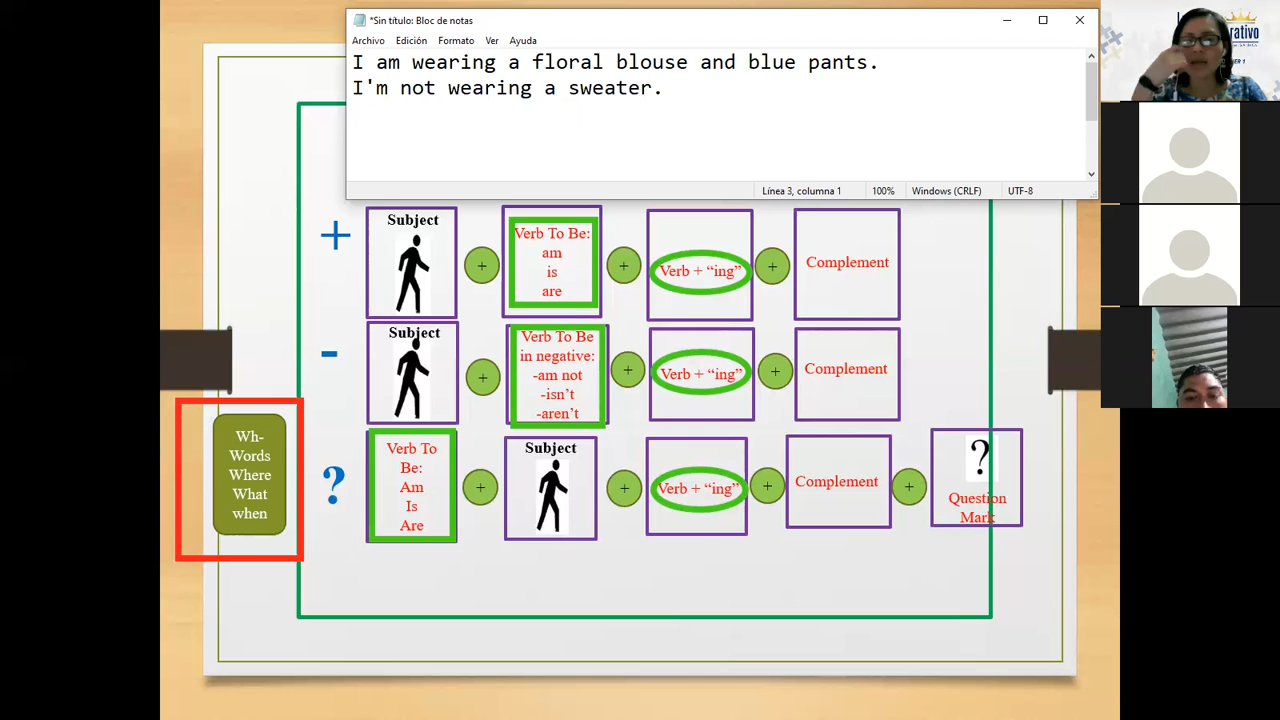 *Sin título: Bloc de notas
Archivo Edición Formato Ver Ayuda
I am wearing a floral blouse and blue pants.
I'm not wearing a sweater.
Línea 3, columna 1 100% Windows (CRLF) UTF-8
+
Subject
+
Verb To Be:
am
is
are
+
Verb + “ing”
+
Complement
-
Subject
+
Verb To Be
in negative:
-am not
-isn’t
-aren’t
+
Verb + “ing”
+
Complement
Wh-
Words
Where
What
when
?
Verb To
Be:
Am
Is
Are
+
Subject
+
Verb + “ing”
+
Complement
+
?
Question
Mark